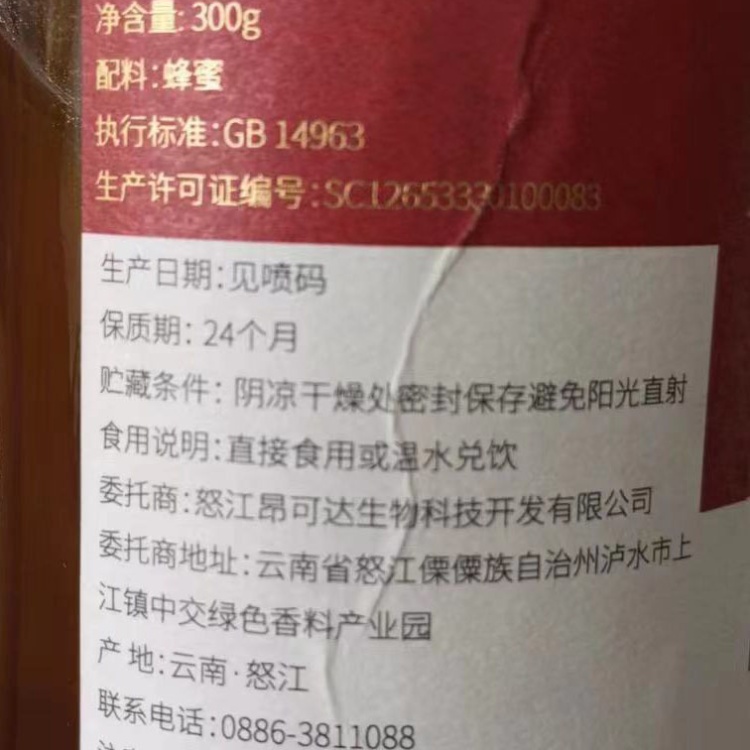 净含量: 300g
配料:蜂蜜
执行标准:GB 14963
生产许可证编号:SC12653330100083
生产日期:见喷码
保质期: 24个月
贮藏条件: 阴凉干燥处密封保存避免阳光直射
食用说明:直接食用或温水兑饮
委托商:怒江昂可达生物科技开发有限公司
委托商地址:云南省怒江傈僳族自治州泸水市上
江镇中交绿色香料产业园
产 地:云南·怒江
联系电话:0886-3811088